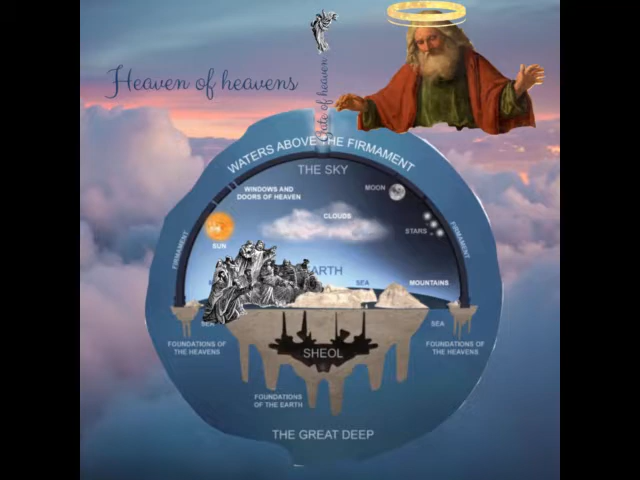 Heaven of heavens
Gate of heaven
WATERS ABOVE THE FIRMAMENT
THE SKY
WINDOWS AND
DOORS OF HEAVEN
MOON
CLOUDS
STARS
SUN
FIRMAMENT
FIRMAMENT
EARTH
SEA
MOUNTAINS
SEA
SEA
FOUNDATIONS OF
THE HEAVENS
FOUNDATIONS OF
THE HEAVENS
SHEOL
FOUNDATIONS
OF THE EARTH
THE GREAT DEEP